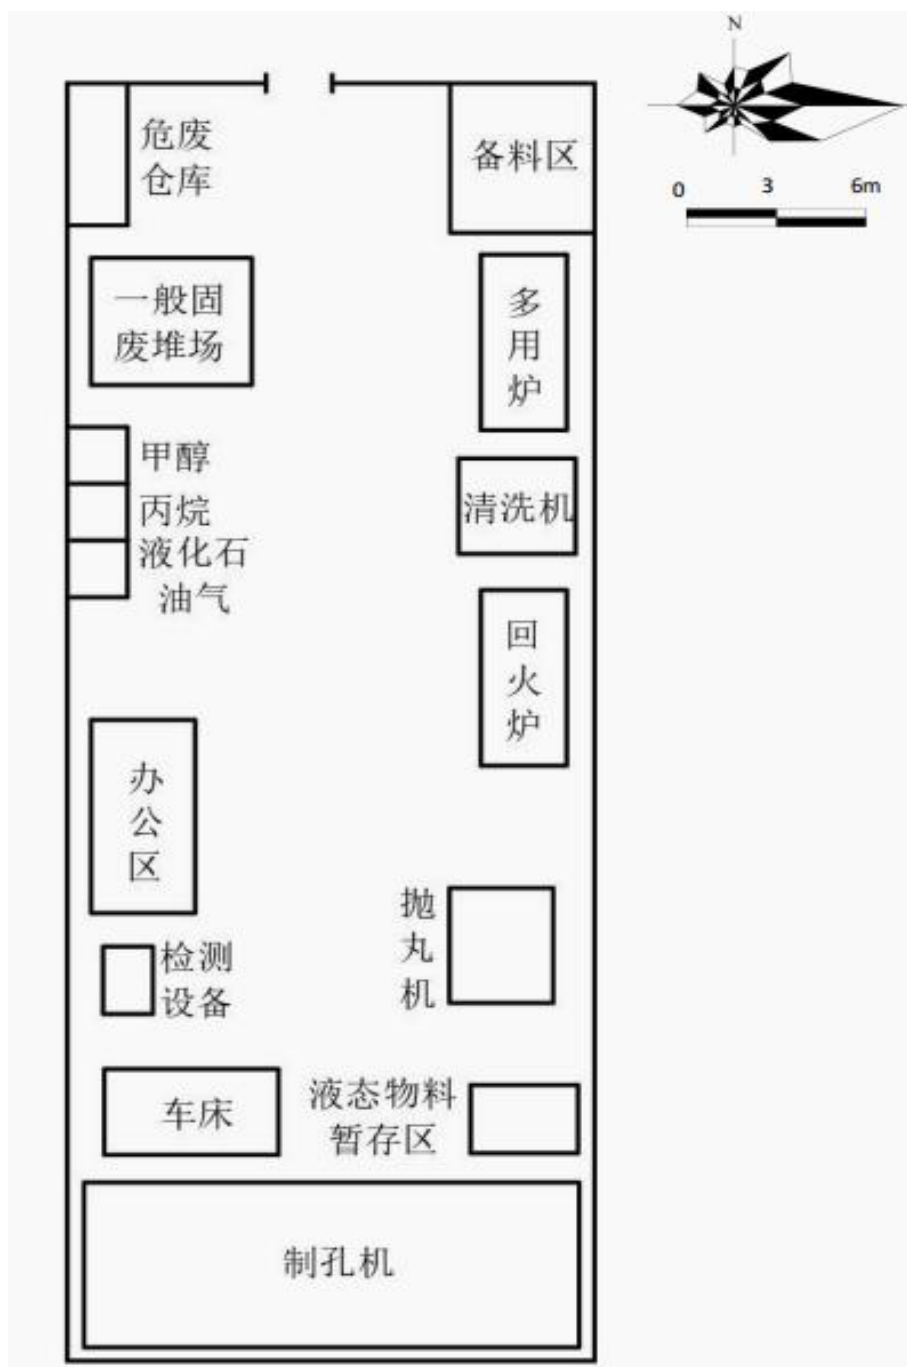 N
0 3 6m
危废
仓库
备料区
一般固
废堆场
多
用
炉
甲醇
丙烷
液化石
油气
清洗机
回
火
炉
办
公
区
抛
丸
机
检测
设备
车床
液态物料
暂存区
制孔机